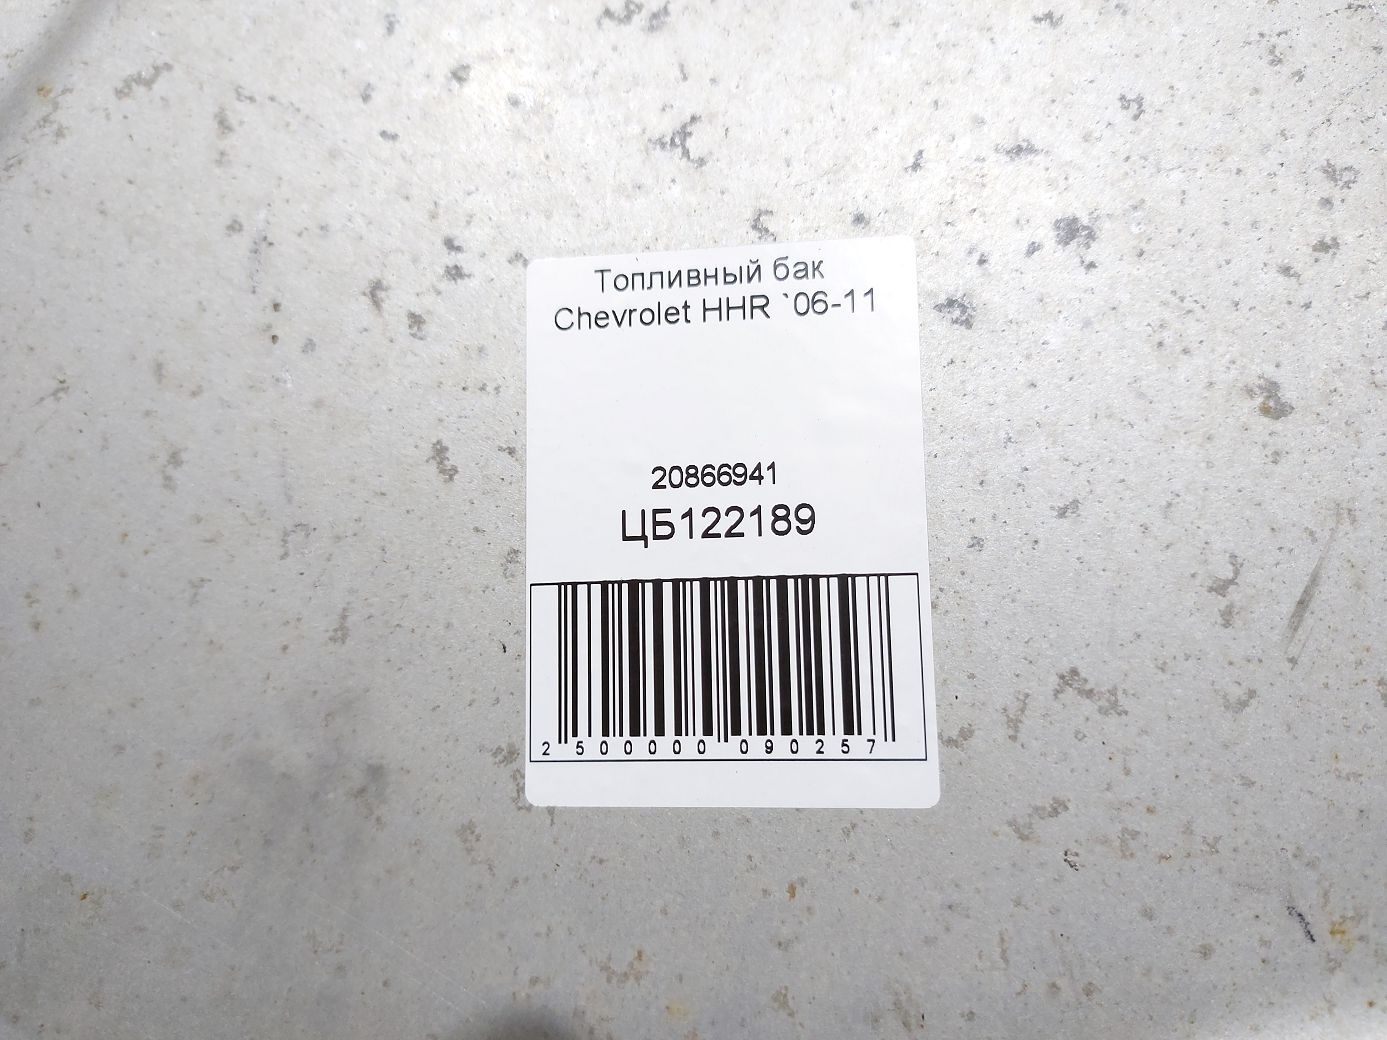 Топливный бак
Chevrolet HHR `06-11
20866941
ЦБ122189
2 500000 090257